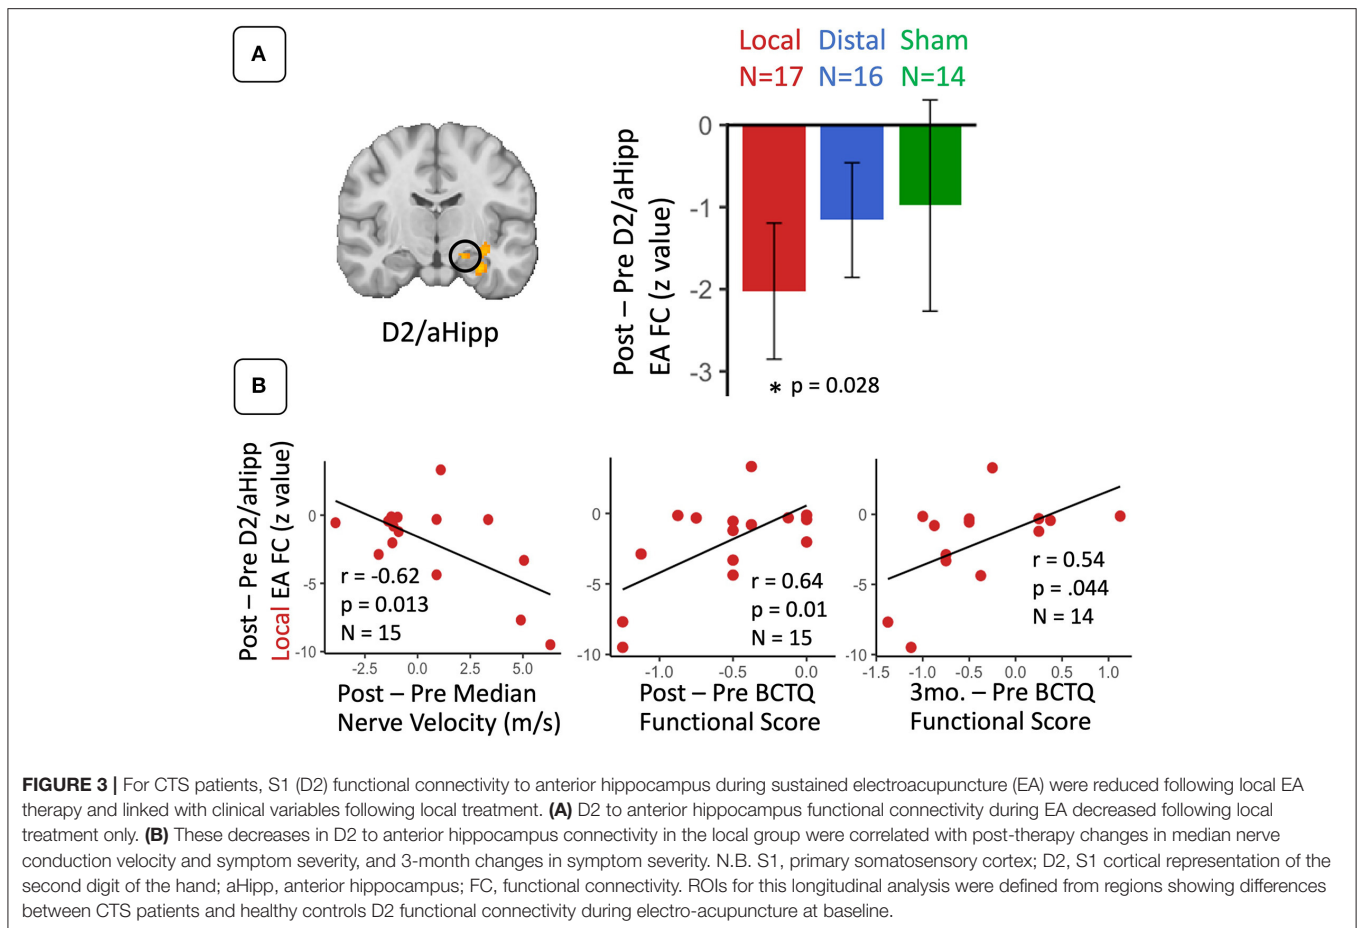 A
Local Distal Sham
N=17 N=16 N=14
Post – Pre D2/aHipp
EA FC (z value)
0
-1
-2
-3
* p = 0.028
D2/aHipp
B
Post – Pre D2/aHipp
Local EA FC (z value)
0
-5
-10
r = -0.62
p = 0.013
N = 15
-2.5 0.0 2.5 5.0
Post – Pre Median
Nerve Velocity (m/s)
0
-5
-10
r = 0.64
p = 0.01
N = 15
-1.0 -0.5 0.0
Post – Pre BCTQ
Functional Score
0
-5
-10
r = 0.54
p = .044
N = 14
-1.5 -1.0 -0.5 0.0 0.5 1.0
3mo. – Pre BCTQ
Functional Score
FIGURE 3 | For CTS patients, S1 (D2) functional connectivity to anterior hippocampus during sustained electroacupuncture (EA) were reduced following local EA
therapy and linked with clinical variables following local treatment. (A) D2 to anterior hippocampus functional connectivity during EA decreased following local
treatment only. (B) These decreases in D2 to anterior hippocampus connectivity in the local group were correlated with post-therapy changes in median nerve
conduction velocity and symptom severity, and 3-month changes in symptom severity. N.B. S1, primary somatosensory cortex; D2, S1 cortical representation of the
second digit of the hand; aHipp, anterior hippocampus; FC, functional connectivity. ROIs for this longitudinal analysis were defined from regions showing differences
between CTS patients and healthy controls D2 functional connectivity during electro-acupuncture at baseline.